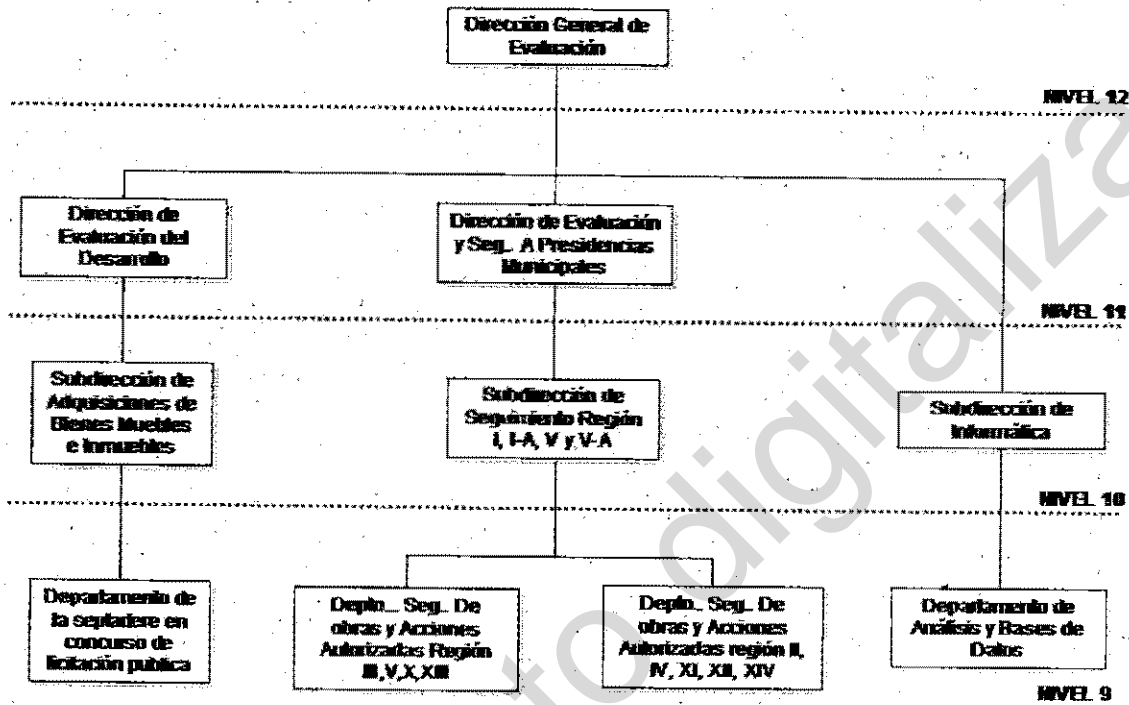 Dirección General de
Evaluación
NIVEL 12
Dirección de
Evaluación del
Desarrollo
Dirección de Evaluación
y Seg.. A Presidencias
Municipales
NIVEL 11
Subdirección de
Adquisiciones de
Bienes Muebles
e Inmuebles
Subdirección de
Seguimiento Región
I, I-A, V y V-A
Subdirección de
Informática
NIVEL 10
Departamento de
la sepladere en
concurso de
licitación publica
Depto... Seg.. De
obras y Acciones
Autorizadas Región
III,V,X,XIII
Depto... Seg.. De
obras y Acciones
Autorizadas región II,
IV, XI, XII, XIV
Departamento de
Análisis y Bases de
Datos
NIVEL 9
to digitaliza